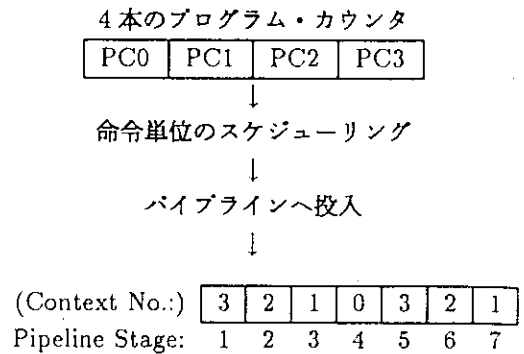 4本のプログラム・カウンタ
PC0 PC1 PC2 PC3
命令単位のスケジューリング
パイプラインへ投入
(Context No.:) 3 2 1 0 3 2 1
Pipeline Stage: 1 2 3 4 5 6 7